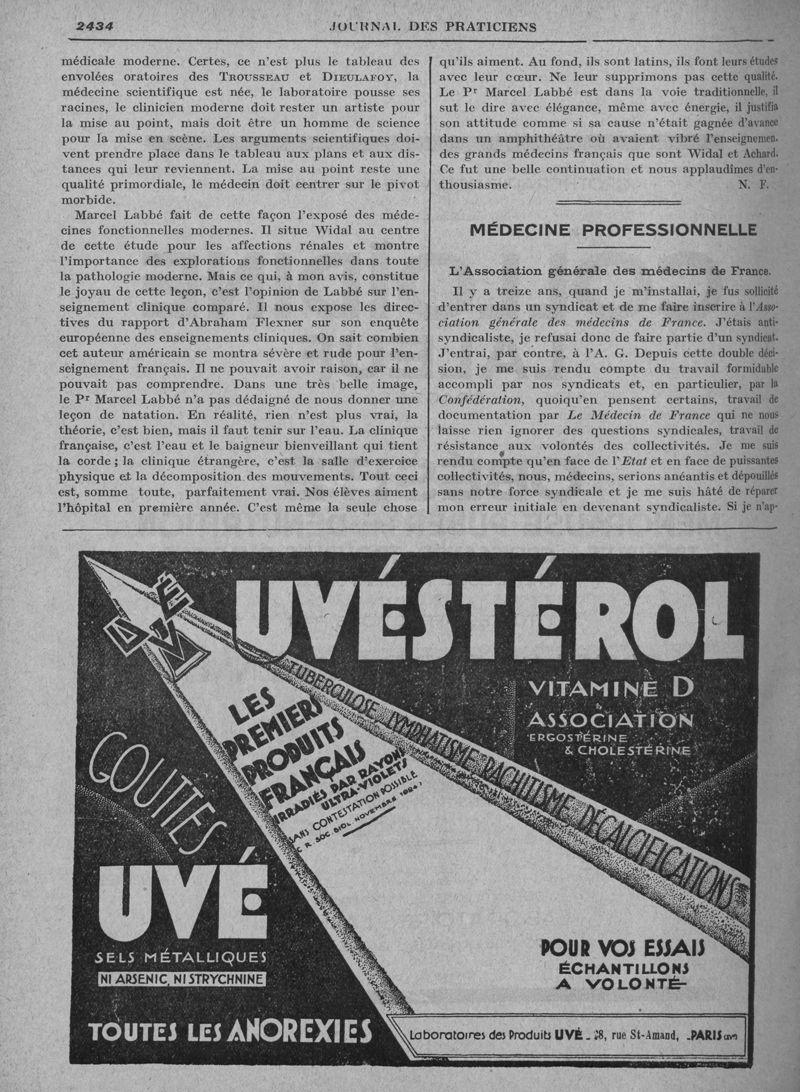 2434
JOURNAL DES PRATICIENS
médicale moderne. Certes, ce n'est plus le tableau des
envolées oratoires des TROUSSEAU et DIEULAFOY, la
médecine scientifique est née, le laboratoire pousse ses
racines, le clinicien moderne doit rester un artiste pour
la mise au point, mais doit être un homme de science
pour la mise en scène. Les arguments scientifiques doi-
vent prendre place dans le tableau aux plans et aux dis-
tances qui leur reviennent. La mise au point reste une
qualité primordiale, le médecin doit centrer sur le pivot
morbide.
Marcel Labbé fait de cette façon l'exposé des méde-
cines fonctionnelles modernes. Il situe Widal au centre
de cette étude pour les affections rénales et montre
l'importance des explorations fonctionnelles dans toute
la pathologie moderne. Mais ce qui, à mon avis, constitue
le joyau de cette leçon, c'est l'opinion de Labbé sur l'en-
seignement clinique comparé. Il nous expose les direc-
tives du rapport d'Abraham Flexner sur son enquête
européenne des enseignements cliniques. On sait combien
cet auteur américain se montra sévère et rude pour l'en-
seignement français. Il ne pouvait avoir raison, car il ne
pouvait pas comprendre. Dans une très belle image,
le Pr Marcel Labbé n'a pas dédaigné de nous donner une
leçon de natation. En réalité, rien n'est plus vrai, la
théorie, c'est bien, mais il faut tenir sur l'eau. La clinique
française, c'est l'eau et le baigneur bienveillant qui tient
la corde ; la clinique étrangère, c'est la salle d'exercice
physique et la décomposition des mouvements. Tout ceci
est, somme toute, parfaitement vrai. Nos élèves aiment
l'hôpital en première année. C'est même la seule chose
qu'ils aiment. Au fond, ils sont latins, ils font leurs études
avec leur cœur. Ne leur supprimons pas cette qualité.
Le Pr Marcel Labbé est dans la voie traditionnelle, il
sut le dire avec élégance, même avec énergie, il justifia
son attitude comme si sa cause n'était gagnée d'avance
dans un amphithéâtre où avaient vibré l'enseignemen.
des grands médecins français que sont Widal et Achard.
Ce fut une belle continuation et nous applaudîmes d'en-
thousiasme. N. F.
MÉDECINE PROFESSIONNELLE
L'Association générale des médecins de France.
Il y a treize ans, quand je m'installai, je fus sollicité
d'entrer dans un syndicat et de me faire inscrire à l'Asso-
ciation générale des médecins de France. J'étais anti-
syndicaliste, je refusai donc de faire partie d'un syndicat.
J'entrai, par contre, à l'A. G. Depuis cette double déci-
sion, je me suis rendu compte du travail formidable
accompli par nos syndicats et, en particulier, par la
Confédération, quoiqu'en pensent certains, travail de
documentation par Le Médecin de France qui ne nous
laisse rien ignorer des questions syndicales, travail de
résistance aux volontés des collectivités. Je me suis
rendu compte qu'en face de l'Etat et en face de puissantes
collectivités, nous, médecins, serions anéantis et dépouillés
sans notre force syndicale et je me suis hâté de réparer
mon erreur initiale en devenant syndicaliste. Si je n'ap-
UVÉSTÉROL
VITAMINE D
&
ASSOCIATION
ERGOSTÉRINE
& CHOLESTÉRINE
TUBERCULOSE LYMPHATISME RACHITISME DÉCALCIFICATIONS
LES
PREMIERS
PRODUITS
FRANÇAIS
IRRADIÉS PAR RAYONS
ULTRA-VIOLETS
SANS CONTESTATION POSSIBLE
C. R. SOC. BIOL. NOVEMBRE 1924
GOUTTES
UVÉ
SELS MÉTALLIQUES
NI ARSENIC, NI STRYCHNINE
TOUTES LES ANOREXIES
POUR VOS ESSAIS
ÉCHANTILLONS
A VOLONTÉ
Laboratoires des Produits UVÉ - 28, rue St-Amand, - PARIS